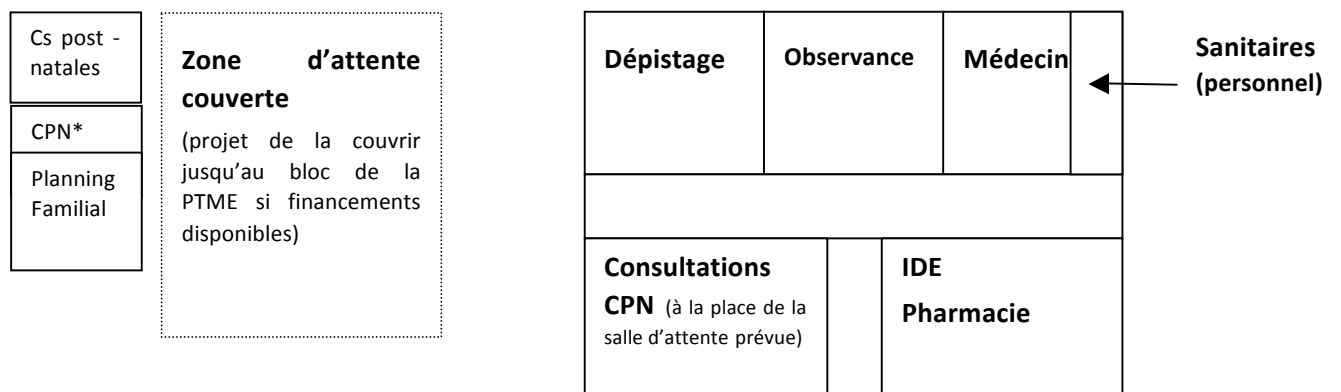 Cs post -
natales
CPN*
Planning
Familial
Zone d’attente
couverte
(projet de la couvrir
jusqu’au bloc de la
PTME si financements
disponibles)
Dépistage
Observance
Médecin
Sanitaires
(personnel)
Consultations
CPN (à la place de la
salle d’attente prévue)
IDE
Pharmacie